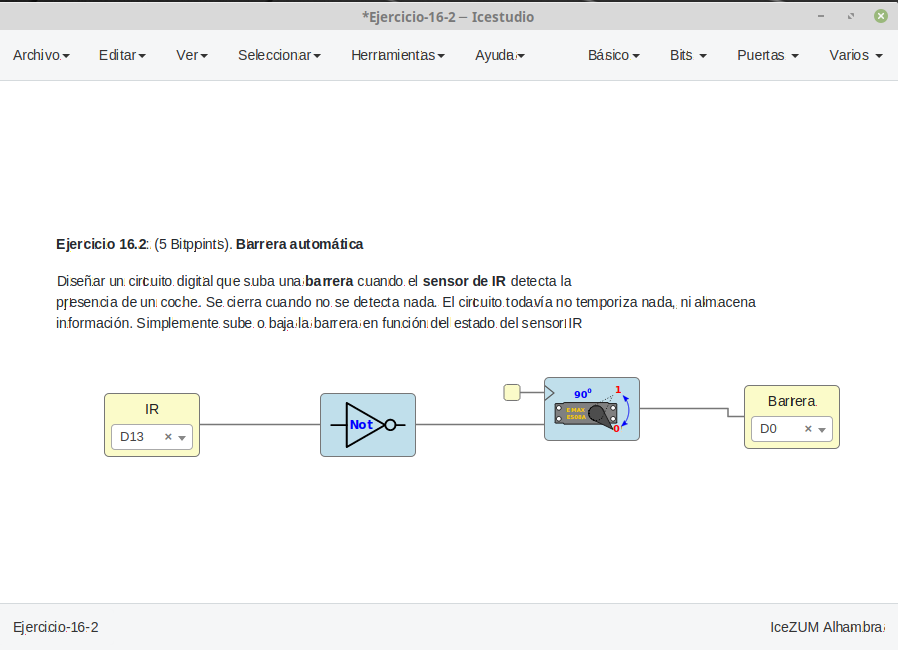 *Ejercicio-16-2 – Icestudio
Archivo Editar Ver Seleccionar Herramientas Ayuda Básico Bits Puertas Varios
Ejercicio 16.2: (5 Bitpoints). Barrera automática
Diseñar un circuito digital que suba una barrera cuando el sensor de IR detecta la
presencia de un coche. Se cierra cuando no se detecta nada. El circuito todavía no temporiza nada, ni almacena
información. Simplemente sube o baja la barrera en función del estado del sensor IR
IR
D13 ×
Not
90º 1
E MAX
ES08A
0
Barrera
D0 ×
Ejercicio-16-2 IceZUM Alhambra